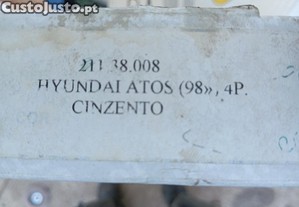 CustoJusto.pt
211.38.008
HYUNDAI ATOS (98», 4P.
CINZENTO